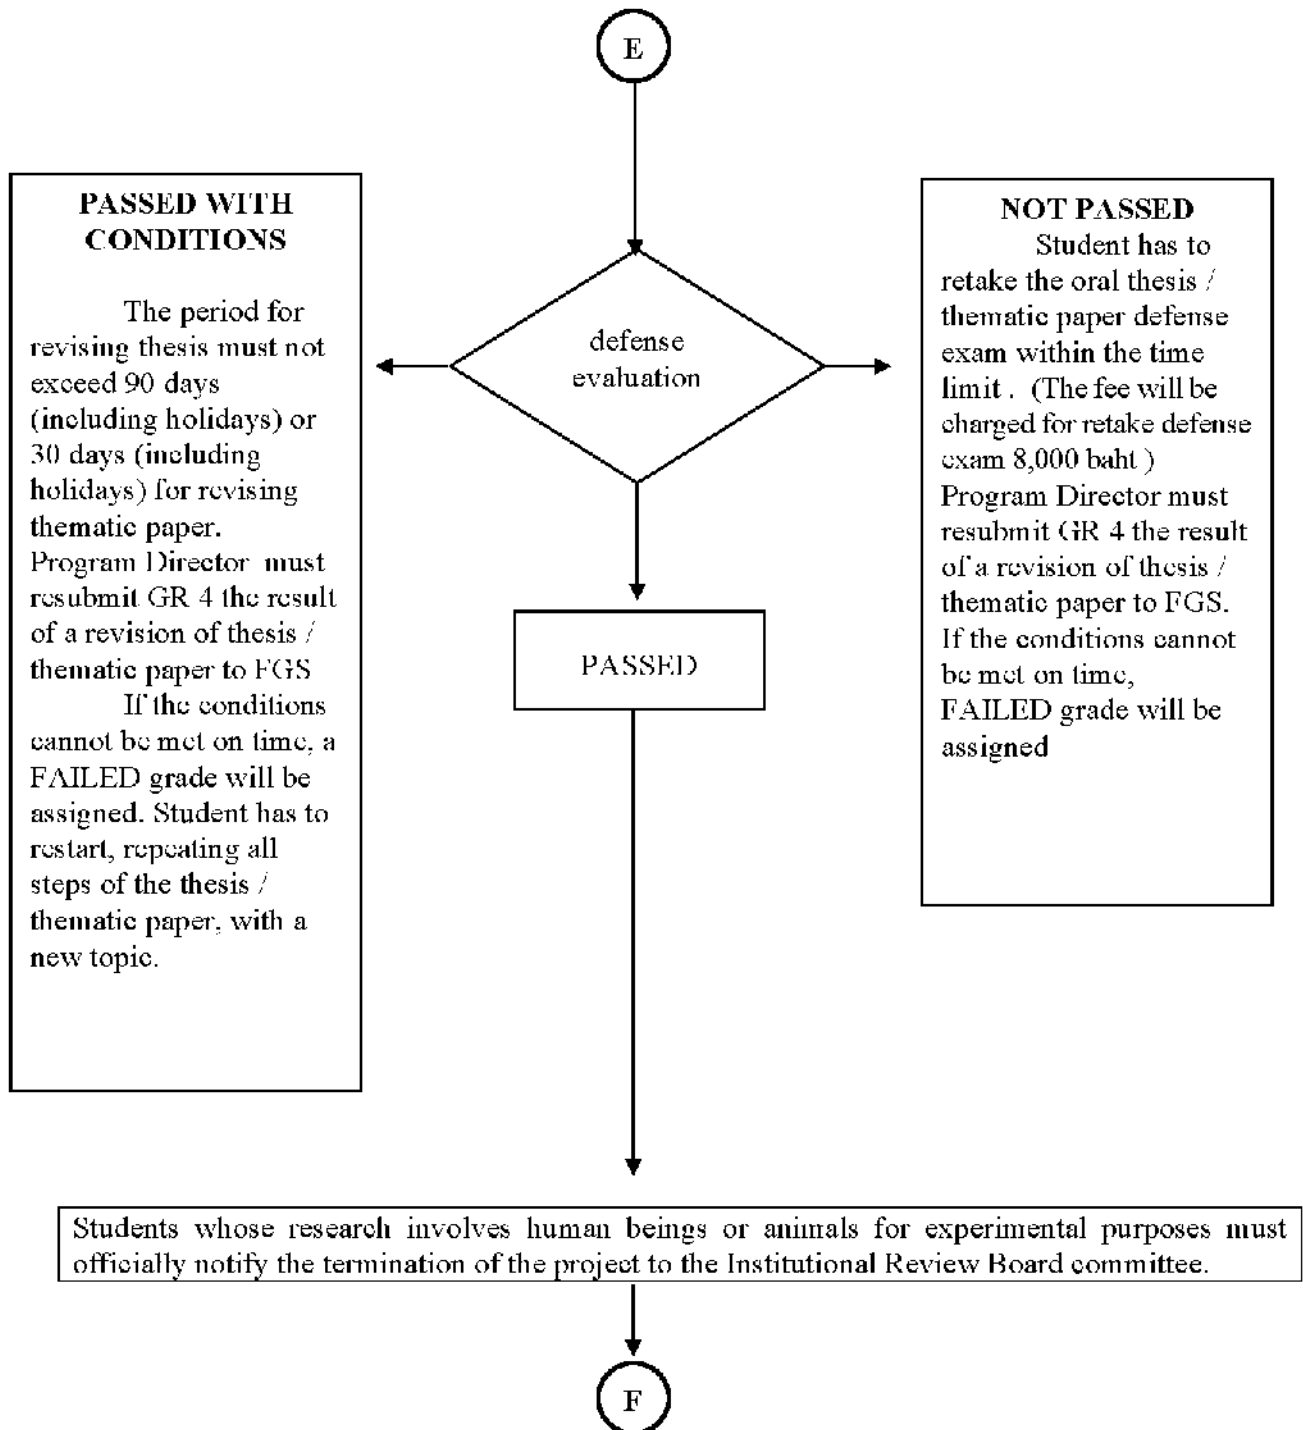 E
PASSED WITH
CONDITIONS
The period for
revising thesis must not
exceed 90 days
(including holidays) or
30 days (including
holidays) for revising
thematic paper.
Program Director must
resubmit GR 4 the result
of a revision of thesis /
thematic paper to FGS
If the conditions
cannot be met on time, a
FAILED grade will be
assigned. Student has to
restart, repeating all
steps of the thesis /
thematic paper, with a
new topic.
defense
evaluation
NOT PASSED
Student has to
retake the oral thesis /
thematic paper defense
exam within the time
limit . (The fee will be
charged for retake defense
exam 8,000 baht )
Program Director must
resubmit GR 4 the result
of a revision of thesis /
thematic paper to FGS.
If the conditions cannot
be met on time,
FAILED grade will be
assigned
PASSED
Students whose research involves human beings or animals for experimental purposes must
officially notify the termination of the project to the Institutional Review Board committee.
F